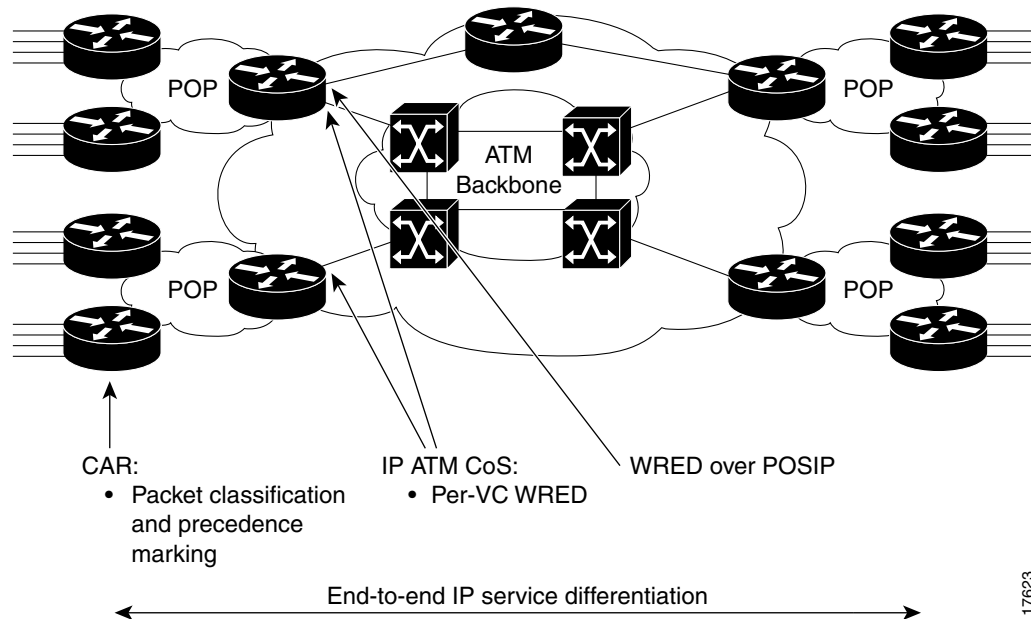 POP
POP
ATM
Backbone
POP
POP
CAR:
• Packet classification
and precedence
marking
IP ATM CoS:
• Per-VC WRED
WRED over POSIP
End-to-end IP service differentiation
17623